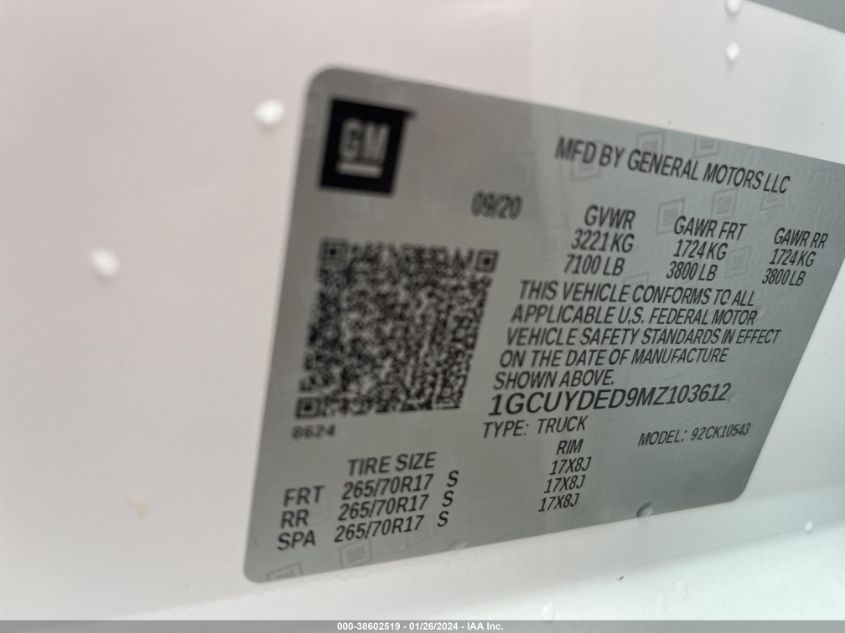 GM
MFD BY GENERAL MOTORS LLC
09/20
GVWR GAWR FRT GAWR RR
3221 KG 1724 KG 1724 KG
7100 LB 3800 LB 3800 LB
THIS VEHICLE CONFORMS TO ALL
APPLICABLE U.S. FEDERAL MOTOR
VEHICLE SAFETY STANDARDS IN EFFECT
ON THE DATE OF MANUFACTURE
SHOWN ABOVE.
1GCUYDED9MZ103612
8624
TYPE: TRUCK MODEL: 92CK10543
TIRE SIZE RIM
FRT 265/70R17 S 17X8J
RR 265/70R17 S 17X8J
SPA 265/70R17 S 17X8J
000-38602519 - 01/26/2024 - IAA Inc.